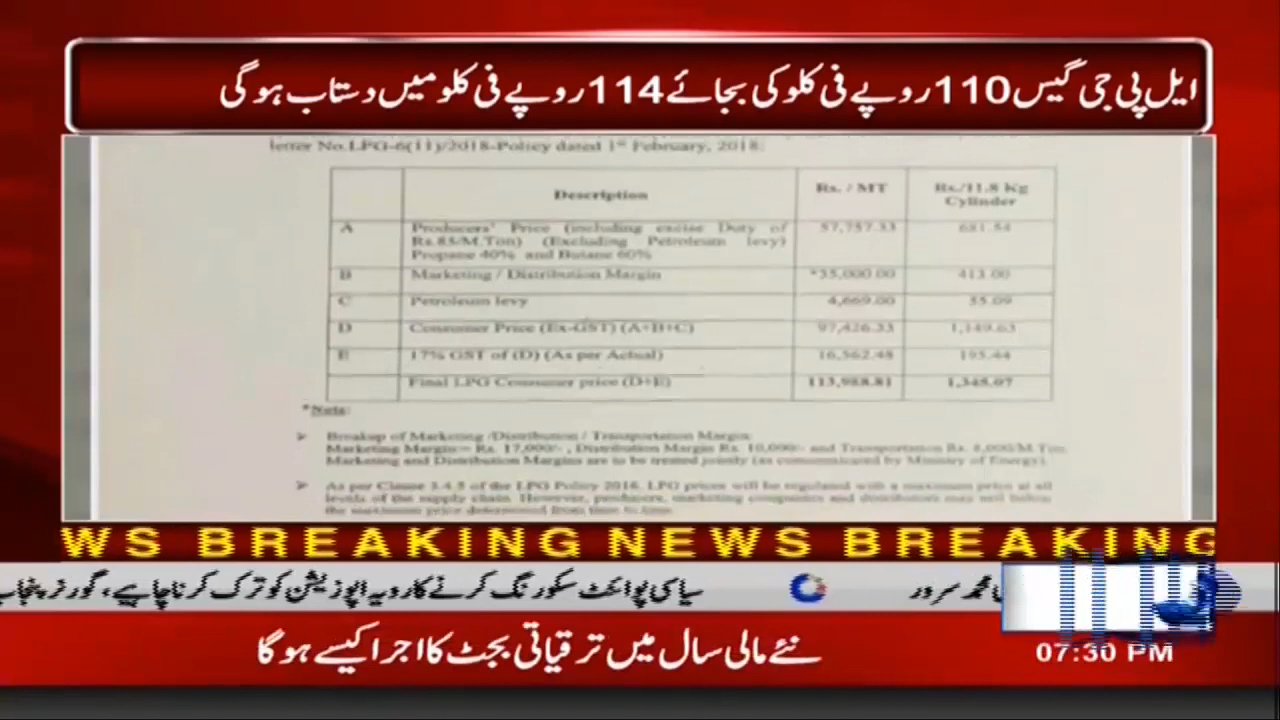 ایل پی جی گیس 110 روپے فی کلو کی بجائے 114 روپے فی کلو میں دستاب ہوگی
letter No.LPG-6(11)/2018-Policy dated 1st February, 2018:
Description Rs. / MT Rs./11.8 Kg Cylinder
A Producers' Price (including excise Duty of Rs.85/M.Ton) (Excluding Petroleum levy) Propane 40% and Butane 60% 57,757.33 681.54
B Marketing / Distribution Margin *35,000.00 413.00
C Petroleum levy 4,669.00 55.09
D Consumer Price (Ex-GST) (A+B+C) 97,426.33 1,149.63
E 17% GST of (D) (As per Actual) 16,562.48 195.44
Final LPG Consumer price (D+E) 113,988.81 1,345.07
*Note:
➢ Breakup of Marketing /Distribution / Transportation Margin
Marketing Margin:= Rs. 17,000/- , Distribution Margin Rs. 10,000/- and Transportation Rs. 8,000/M.Ton.
Marketing and Distribution Margins are to be treated jointly (as communicated by Ministry of Energy).
➢ As per Clause 3.4.5 of the LPG Policy 2016, LPG prices will be regulated with a maximum price at all
levels of the supply chain. However, producers, marketing companies and distributors may sell below
the maximum price determined from time to time.
WS BREAKING NEWS BREAKING
محمد سرور سیاسی پوائنٹ سکورنگ کرنے کا رویہ اپوزیشن کو ترک کرنا چاہیے، گورنر پنجاب
نئے مالی سال میں ترقیاتی بجٹ کا اجرا کیسے ہوگا
07:30 PM